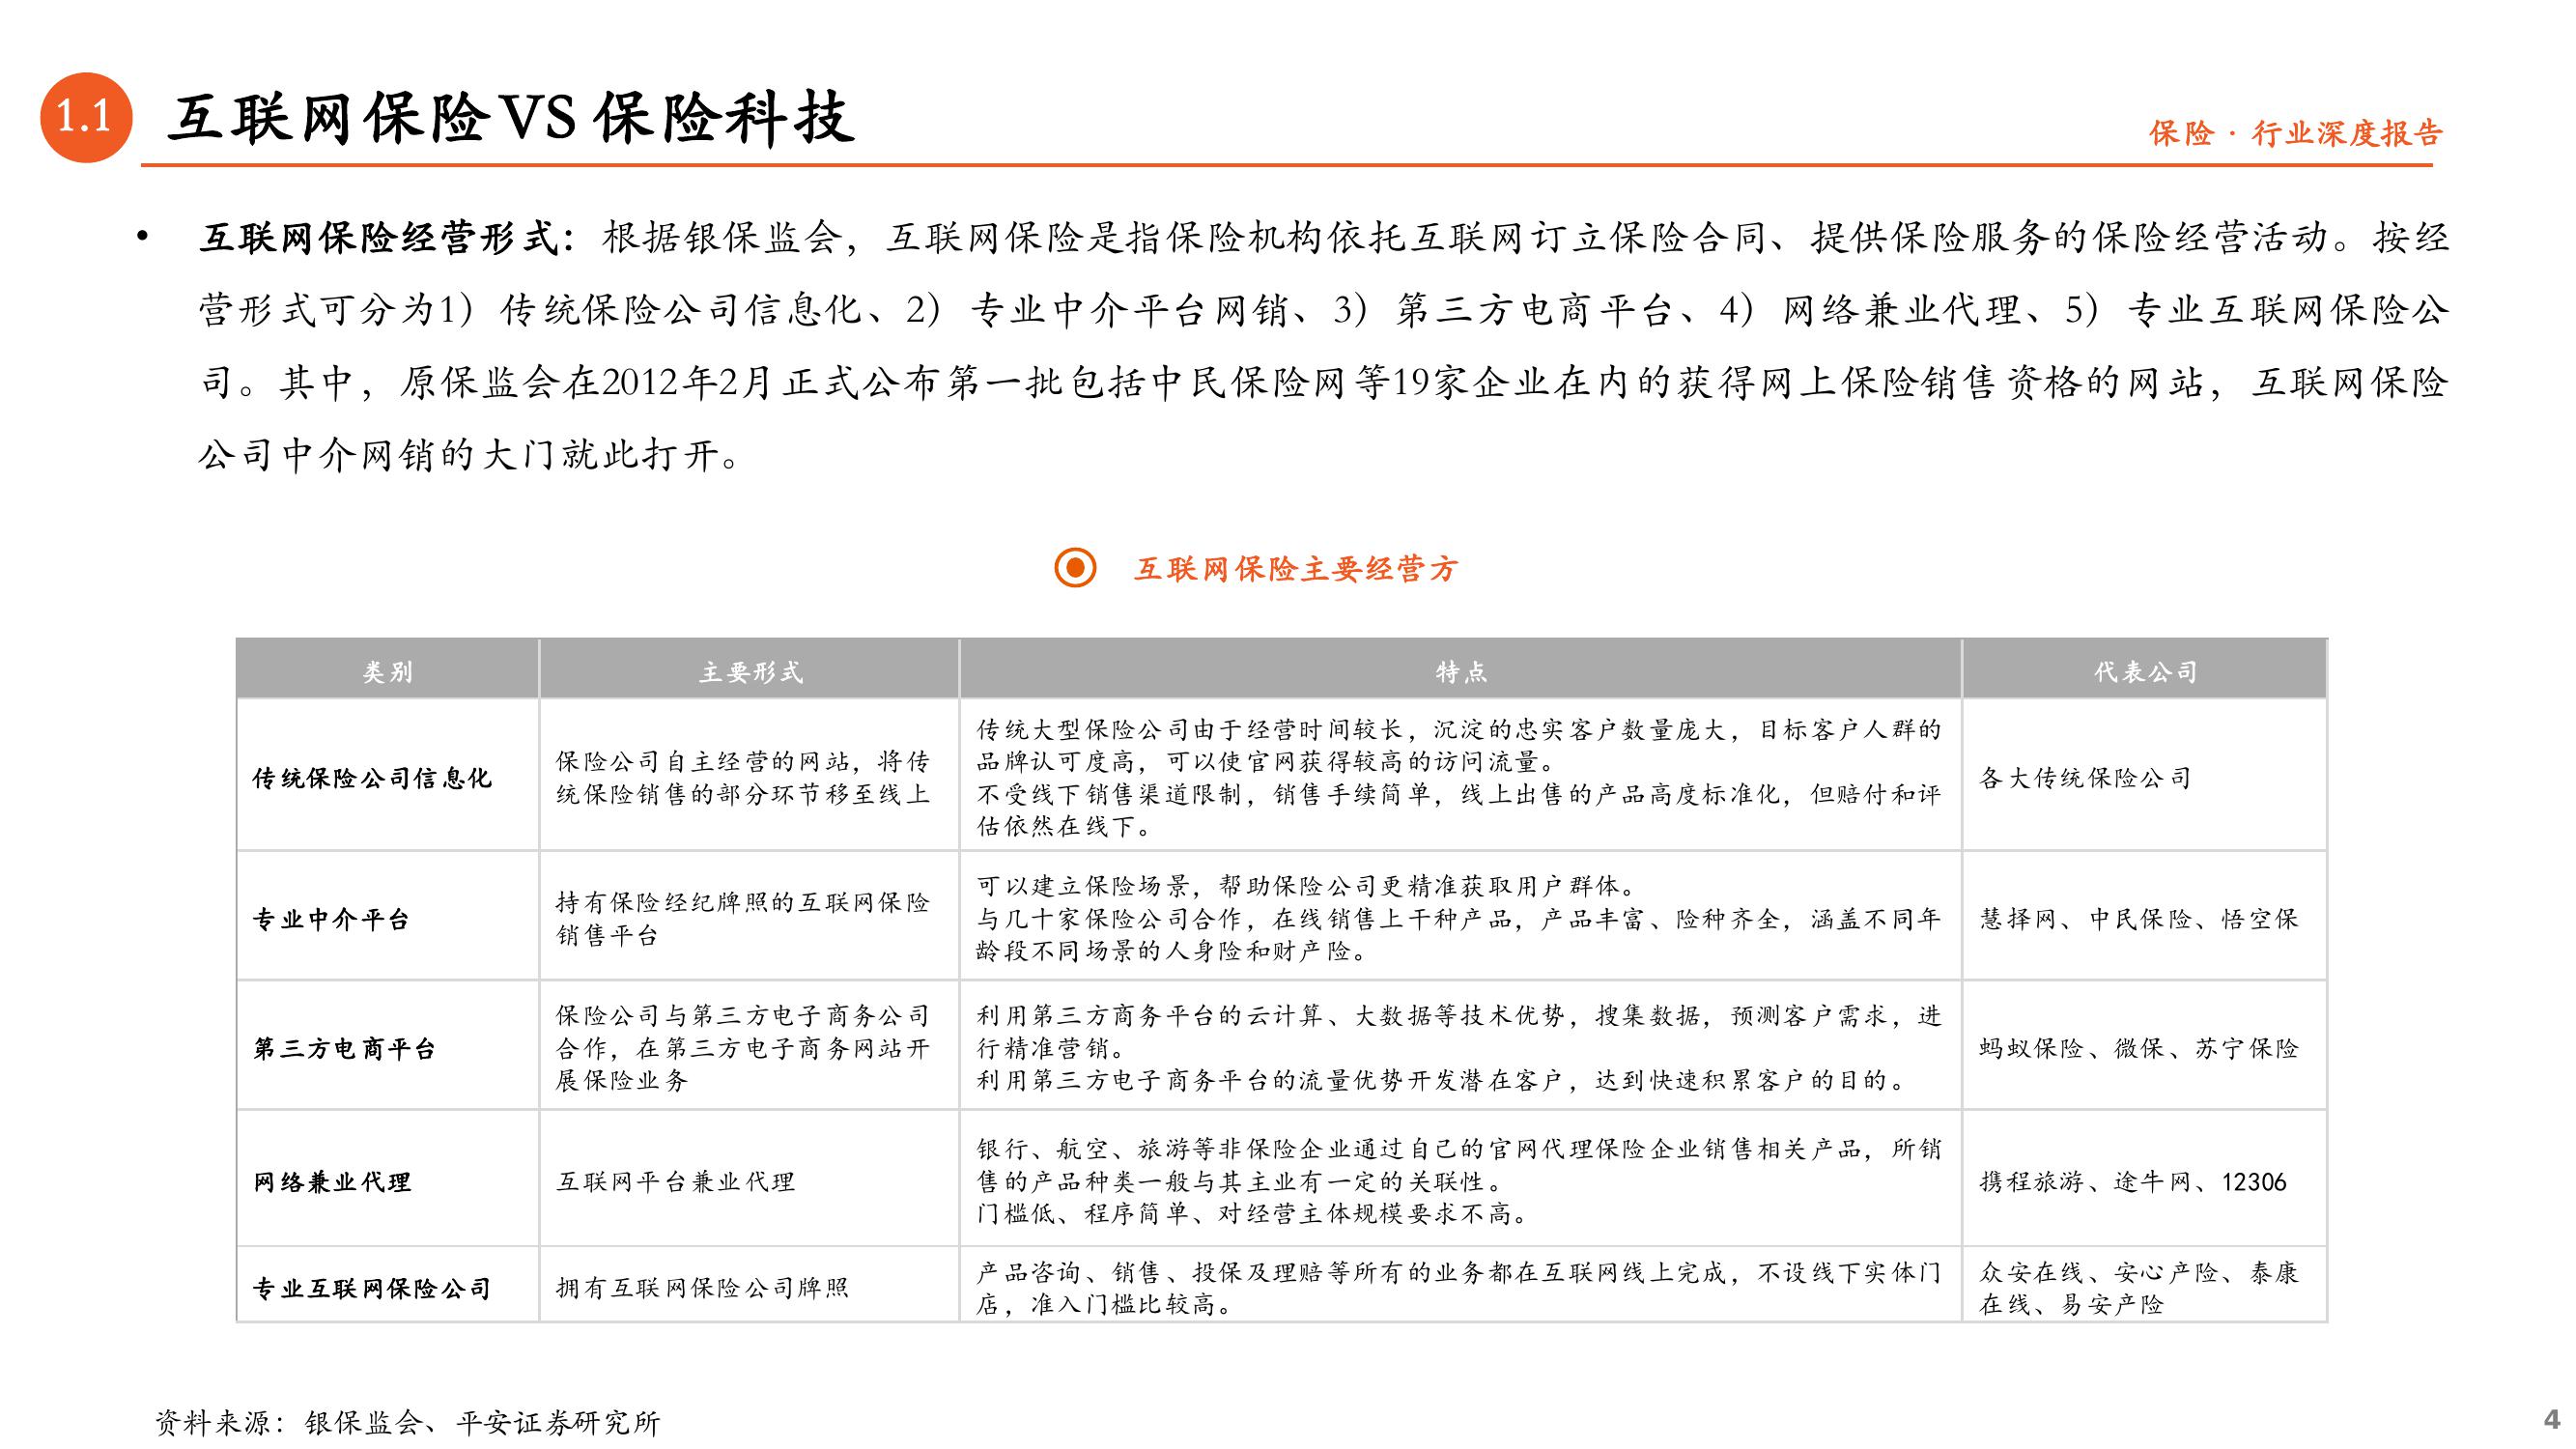 1.1
互联网保险VS保险科技
保险·行业深度报告
• 互联网保险经营形式：根据银保监会，互联网保险是指保险机构依托互联网订立保险合同、提供保险服务的保险经营活动。按经
营形式可分为1）传统保险公司信息化、2）专业中介平台网销、3）第三方电商平台、4）网络兼业代理、5）专业互联网保险公
司。其中，原保监会在2012年2月正式公布第一批包括中民保险网等19家企业在内的获得网上保险销售资格的网站，互联网保险
公司中介网销的大门就此打开。
互联网保险主要经营方
类别 主要形式 特点 代表公司
传统保险公司信息化
保险公司自主经营的网站，将传
统保险销售的部分环节移至线上
传统大型保险公司由于经营时间较长，沉淀的忠实客户数量庞大，目标客户人群的
品牌认可度高，可以使官网获得较高的访问流量。
不受线下销售渠道限制，销售手续简单，线上出售的产品高度标准化，但赔付和评
估依然在线下。
各大传统保险公司
专业中介平台
持有保险经纪牌照的互联网保险
销售平台
可以建立保险场景，帮助保险公司更精准获取用户群体。
与几十家保险公司合作，在线销售上千种产品，产品丰富、险种齐全，涵盖不同年
龄段不同场景的人身险和财产险。
慧择网、中民保险、悟空保
第三方电商平台
保险公司与第三方电子商务公司
合作，在第三方电子商务网站开
展保险业务
利用第三方商务平台的云计算、大数据等技术优势，搜集数据，预测客户需求，进
行精准营销。
利用第三方电子商务平台的流量优势开发潜在客户，达到快速积累客户的目的。
蚂蚁保险、微保、苏宁保险
网络兼业代理
互联网平台兼业代理
银行、航空、旅游等非保险企业通过自己的官网代理保险企业销售相关产品，所销
售的产品种类一般与其主业有一定的关联性。
门槛低、程序简单、对经营主体规模要求不高。
携程旅游、途牛网、12306
专业互联网保险公司
拥有互联网保险公司牌照
产品咨询、销售、投保及理赔等所有的业务都在互联网线上完成，不设线下实体门
店，准入门槛比较高。
众安在线、安心产险、泰康
在线、易安产险
资料来源：银保监会、平安证券研究所
4